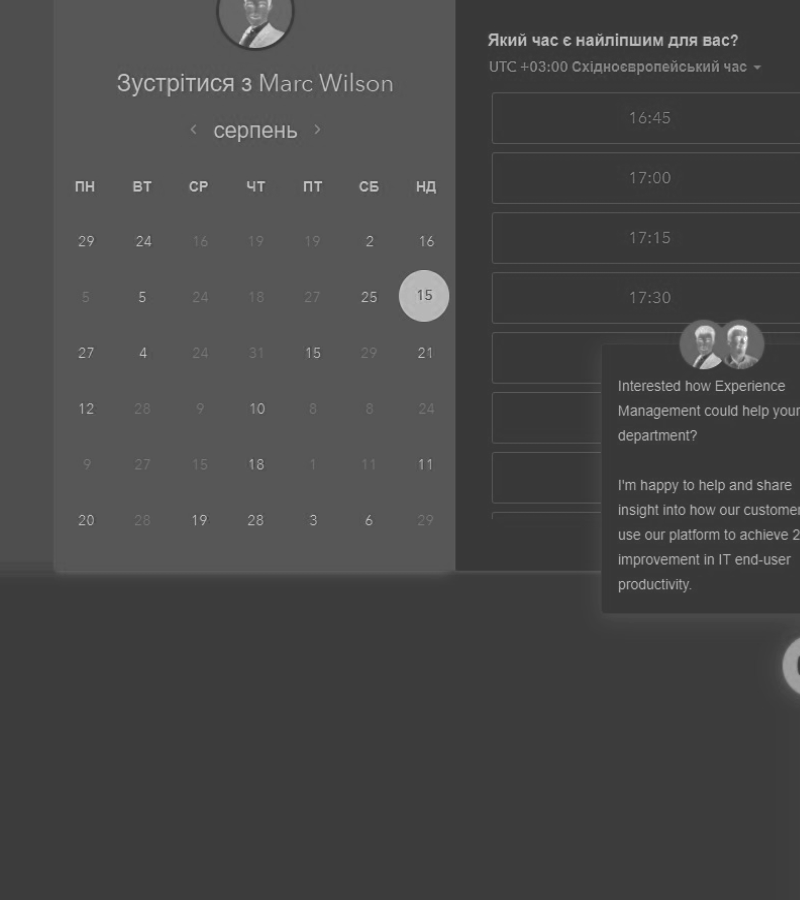 Зустрітися з Marc Wilson
серпень
ПН ВТ СР ЧТ ПТ СБ НД
29 24 16 19 19 2 16
5 5 24 18 27 25 15
27 4 24 31 15 29 21
12 28 9 10 8 8 24
9 27 15 18 1 11 11
20 28 19 28 3 6 29
Який час є найліпшим для вас?
UTC +03:00 Східноєвропейський час
16:45
17:00
17:15
17:30
Interested how Experience
Management could help your
department?
I'm happy to help and share
insight into how our customer
use our platform to achieve 2
improvement in IT end-user
productivity.